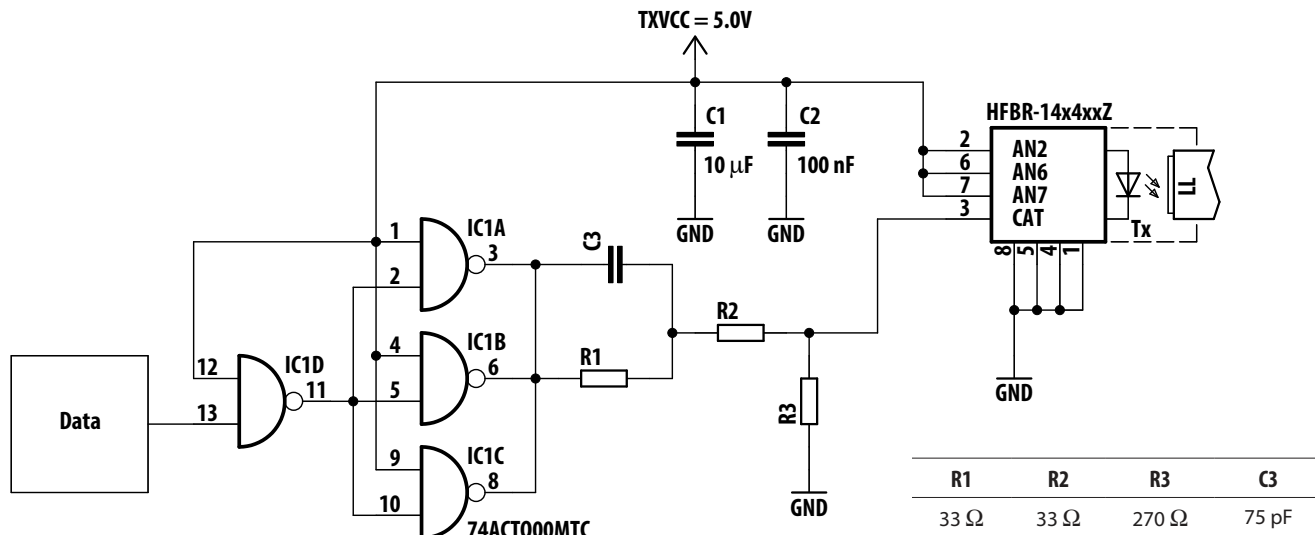 TXVCC = 5.0V
HFBR-14x4xxZ
C1
10 µF
C2
100 nF
GND
GND
2
AN2
6
AN6
7
AN7
3
CAT
Tx
LL
8
5
4
1
GND
1
2
IC1A
3
C3
R2
4
5
IC1B
6
R1
12
13
IC1D
11
Data
R3
9
10
IC1C
8
74ACTQ00MTC
GND
R1 R2 R3 C3
33 Ω 33 Ω 270 Ω 75 pF